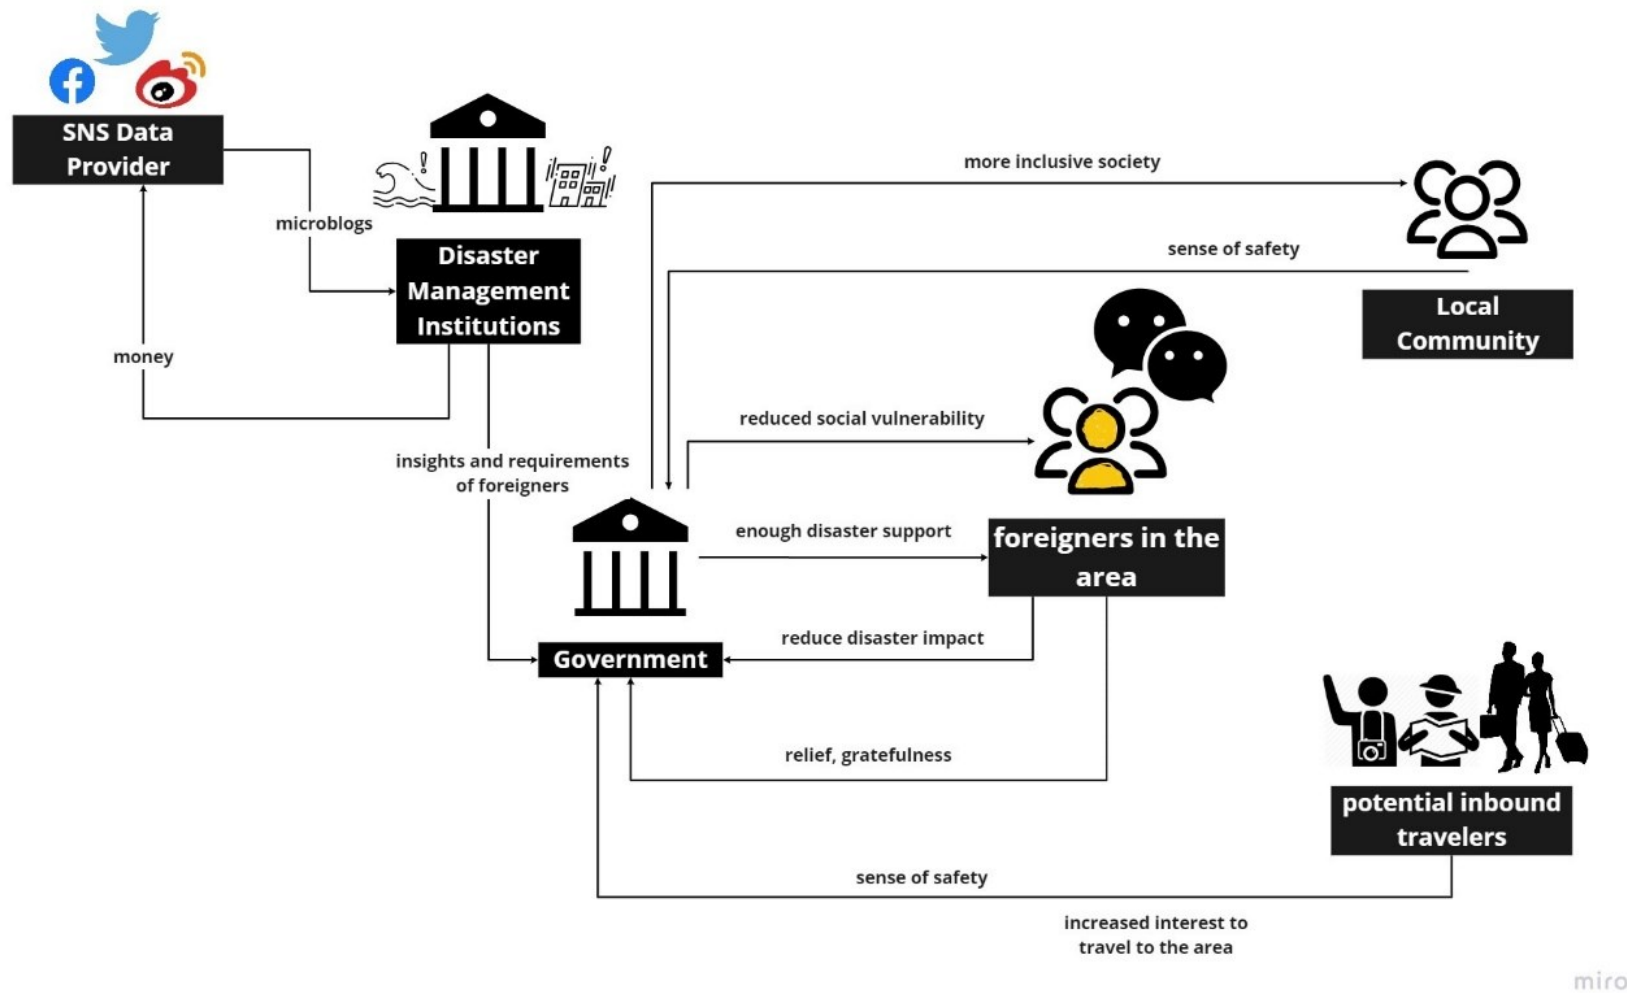 SNS Data
Provider
microblogs
money
Disaster
Management
Institutions
insights and requirements
of foreigners
more inclusive society
sense of safety
Local
Community
reduced social vulnerability
enough disaster support
foreigners in the
area
reduce disaster impact
Government
relief, gratefulness
potential inbound
travelers
sense of safety
increased interest to
travel to the area
miro